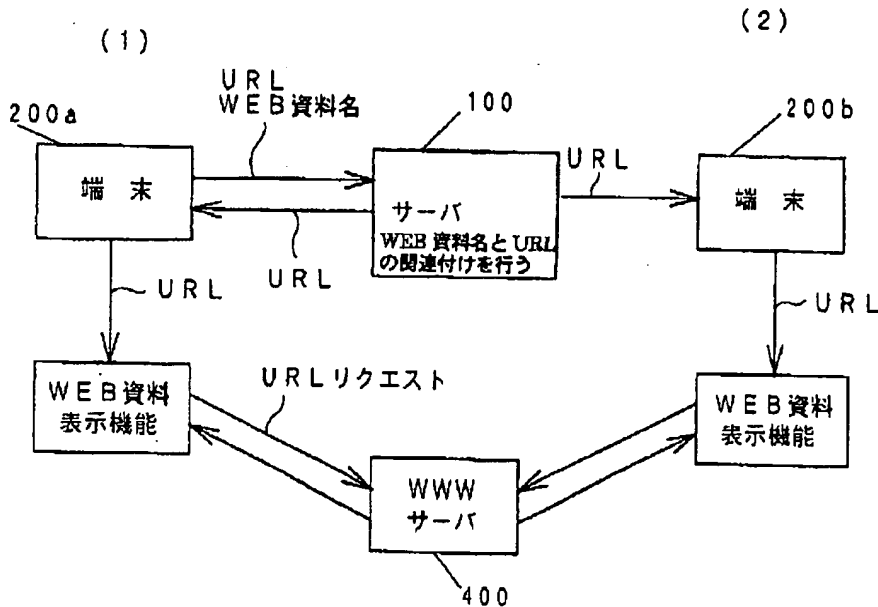 (1)
(2)
URL
WEB資料名
200a
100
200b
URL
端 末
サーバ
WEB資料名とURL
の関連付けを行う
端 末
URL
URL
URL
WEB資料
表示機能
URLリクエスト
WEB資料
表示機能
WWW
サーバ
400